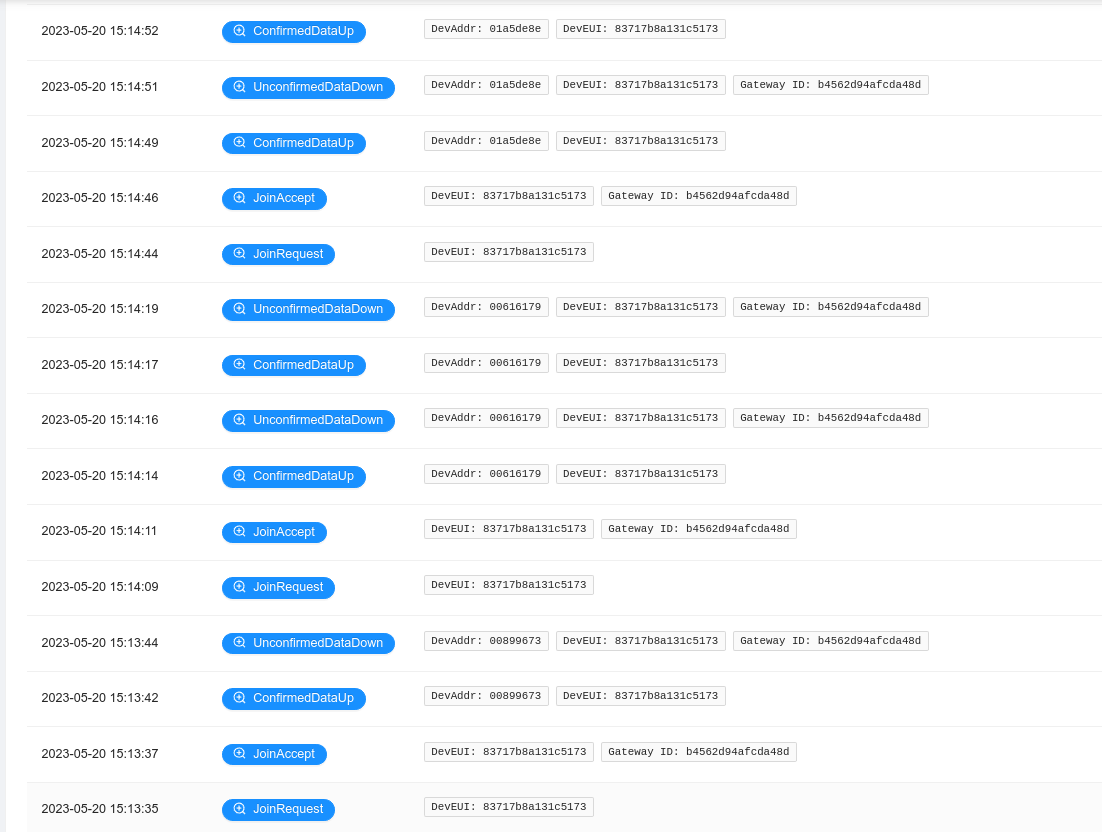 2023-05-20 15:14:52 ConfirmedDataUp DevAddr: 01a5de8e DevEUI: 83717b8a131c5173
2023-05-20 15:14:51 UnconfirmedDataDown DevAddr: 01a5de8e DevEUI: 83717b8a131c5173 Gateway ID: b4562d94afcda48d
2023-05-20 15:14:49 ConfirmedDataUp DevAddr: 01a5de8e DevEUI: 83717b8a131c5173
2023-05-20 15:14:46 JoinAccept DevEUI: 83717b8a131c5173 Gateway ID: b4562d94afcda48d
2023-05-20 15:14:44 JoinRequest DevEUI: 83717b8a131c5173
2023-05-20 15:14:19 UnconfirmedDataDown DevAddr: 00616179 DevEUI: 83717b8a131c5173 Gateway ID: b4562d94afcda48d
2023-05-20 15:14:17 ConfirmedDataUp DevAddr: 00616179 DevEUI: 83717b8a131c5173
2023-05-20 15:14:16 UnconfirmedDataDown DevAddr: 00616179 DevEUI: 83717b8a131c5173 Gateway ID: b4562d94afcda48d
2023-05-20 15:14:14 ConfirmedDataUp DevAddr: 00616179 DevEUI: 83717b8a131c5173
2023-05-20 15:14:11 JoinAccept DevEUI: 83717b8a131c5173 Gateway ID: b4562d94afcda48d
2023-05-20 15:14:09 JoinRequest DevEUI: 83717b8a131c5173
2023-05-20 15:13:44 UnconfirmedDataDown DevAddr: 00899673 DevEUI: 83717b8a131c5173 Gateway ID: b4562d94afcda48d
2023-05-20 15:13:42 ConfirmedDataUp DevAddr: 00899673 DevEUI: 83717b8a131c5173
2023-05-20 15:13:37 JoinAccept DevEUI: 83717b8a131c5173 Gateway ID: b4562d94afcda48d
2023-05-20 15:13:35 JoinRequest DevEUI: 83717b8a131c5173